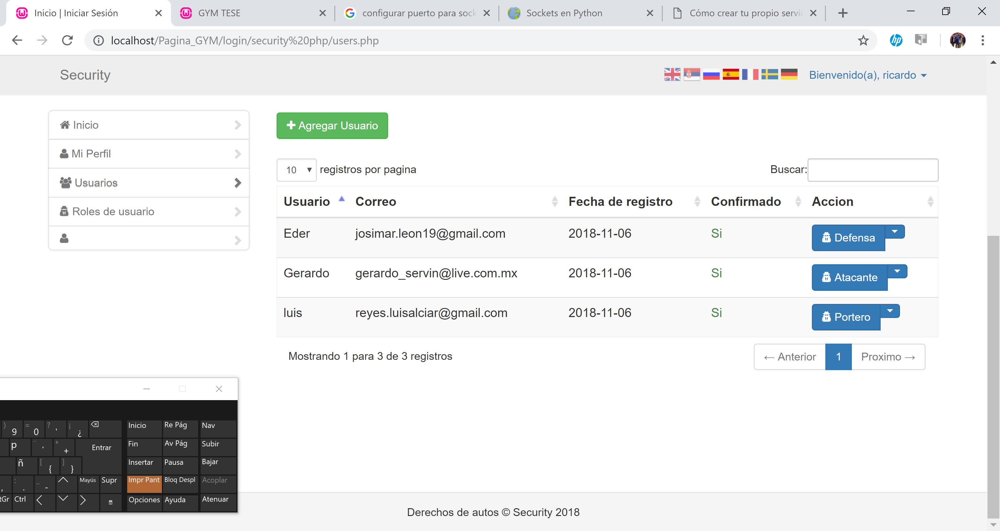 Inicio | Iniciar Sesión
GYM TESE
configurar puerto para sock
Sockets en Python
Cómo crear tu propio servic
localhost/Pagina_GYM/login/security%20php/users.php
Security
Bienvenido(a), ricardo
Inicio
Mi Perfil
Usuarios
Roles de usuario
Agregar Usuario
10 registros por pagina
Buscar:
Usuario Correo Fecha de registro Confirmado Accion
Eder josimar.leon19@gmail.com 2018-11-06 Si Defensa
Gerardo gerardo_servin@live.com.mx 2018-11-06 Si Atacante
luis reyes.luisalciar@gmail.com 2018-11-06 Si Portero
Mostrando 1 para 3 de 3 registros
← Anterior 1 Proximo →
) 9 = 0 ? ' ¡ ¿ Inicio Re Pág Nav
p ¨ ´ * + Entrar Fin Av Pág Subir
ñ [ { ] } Insertar Pausa Bajar
, : . _ - Mayús Supr Impr Pant Bloq Despl Acoplar
tGr Ctrl Opciones Ayuda Atenuar
Derechos de autos © Security 2018